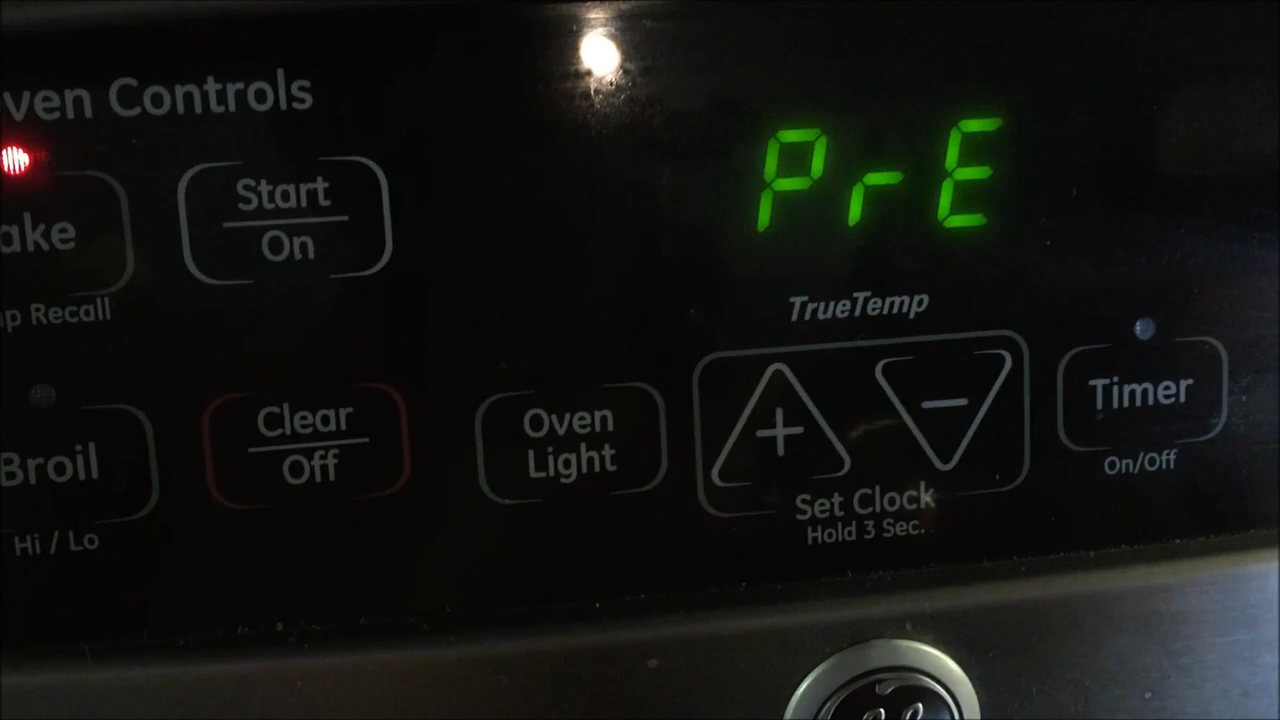 ven Controls
PrE
Start
On
ake
p Recall
TrueTemp
Clear
Off
Oven
Light
+
−
Timer
On/Off
Broil
Hi / Lo
Set Clock
Hold 3 Sec.